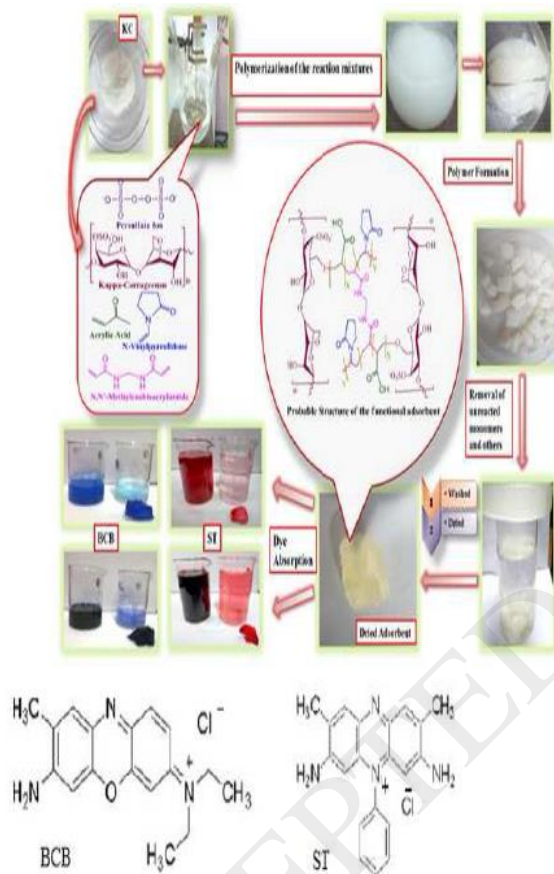 KC
Polymerization of the reaction mixtures
Polymer Formation
Persulfate Ion
Kappa-Carrageenan
Acrylic Acid
N-Vinylpyrrolidone
N,N'-Methylenebisacrylamide
Probable Structure of the functional adsorbent
Removal of
unreacted
monomers
and others
• Washed
• Dried
BCB
ST
Dye
Absorption
Dried Adsorbent
H₃C
N
Cl⁻
H₂N
O
N
+
CH₃
H₃C
BCB
H₃C
N
CH₃
H₂N
N
+
NH₂
Cl
ST